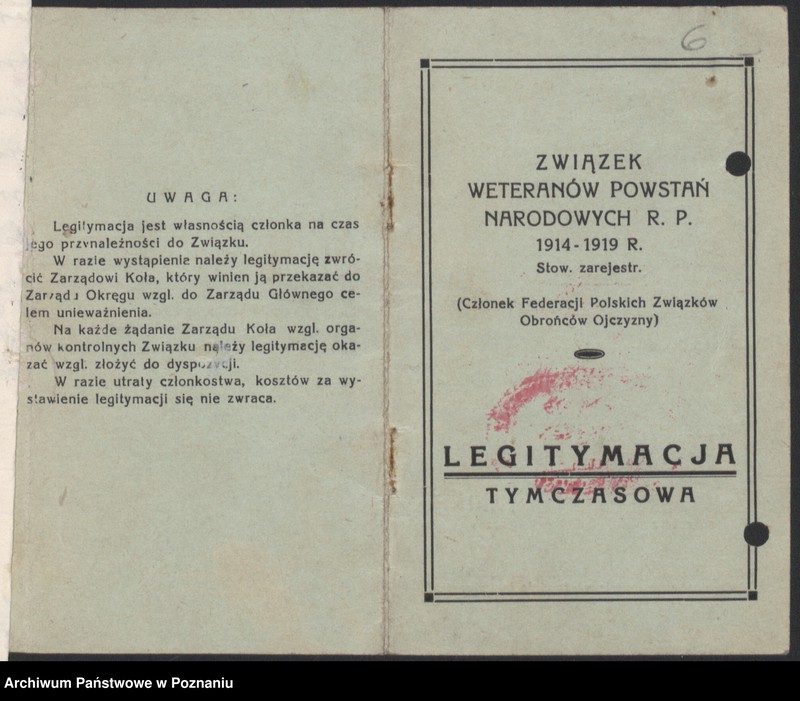 UWAGA:
Legitymacja jest własnością członka na czas
jego przynależności do Związku.
W razie wystąpienia należy legitymację zwró-
cić Zarządowi Koła, który winien ją przekazać do
Zarządu Okręgu wzgl. do Zarządu Głównego ce-
lem unieważnienia.
Na każde żądanie Zarządu Koła wzgl. orga-
nów kontrolnych Związku należy legitymację oka-
zać wzgl. złożyć do dyspozycji.
W razie utraty członkostwa, kosztów za wy-
stawienie legitymacji się nie zwraca.
6
ZWIĄZEK
WETERANÓW POWSTAŃ
NARODOWYCH R. P.
1914-1919 R.
Stow. zarejestr.
(Członek Federacji Polskich Związków
Obrońców Ojczyzny)
LEGITYMACJA
TYMCZASOWA
Archiwum Państwowe w Poznaniu